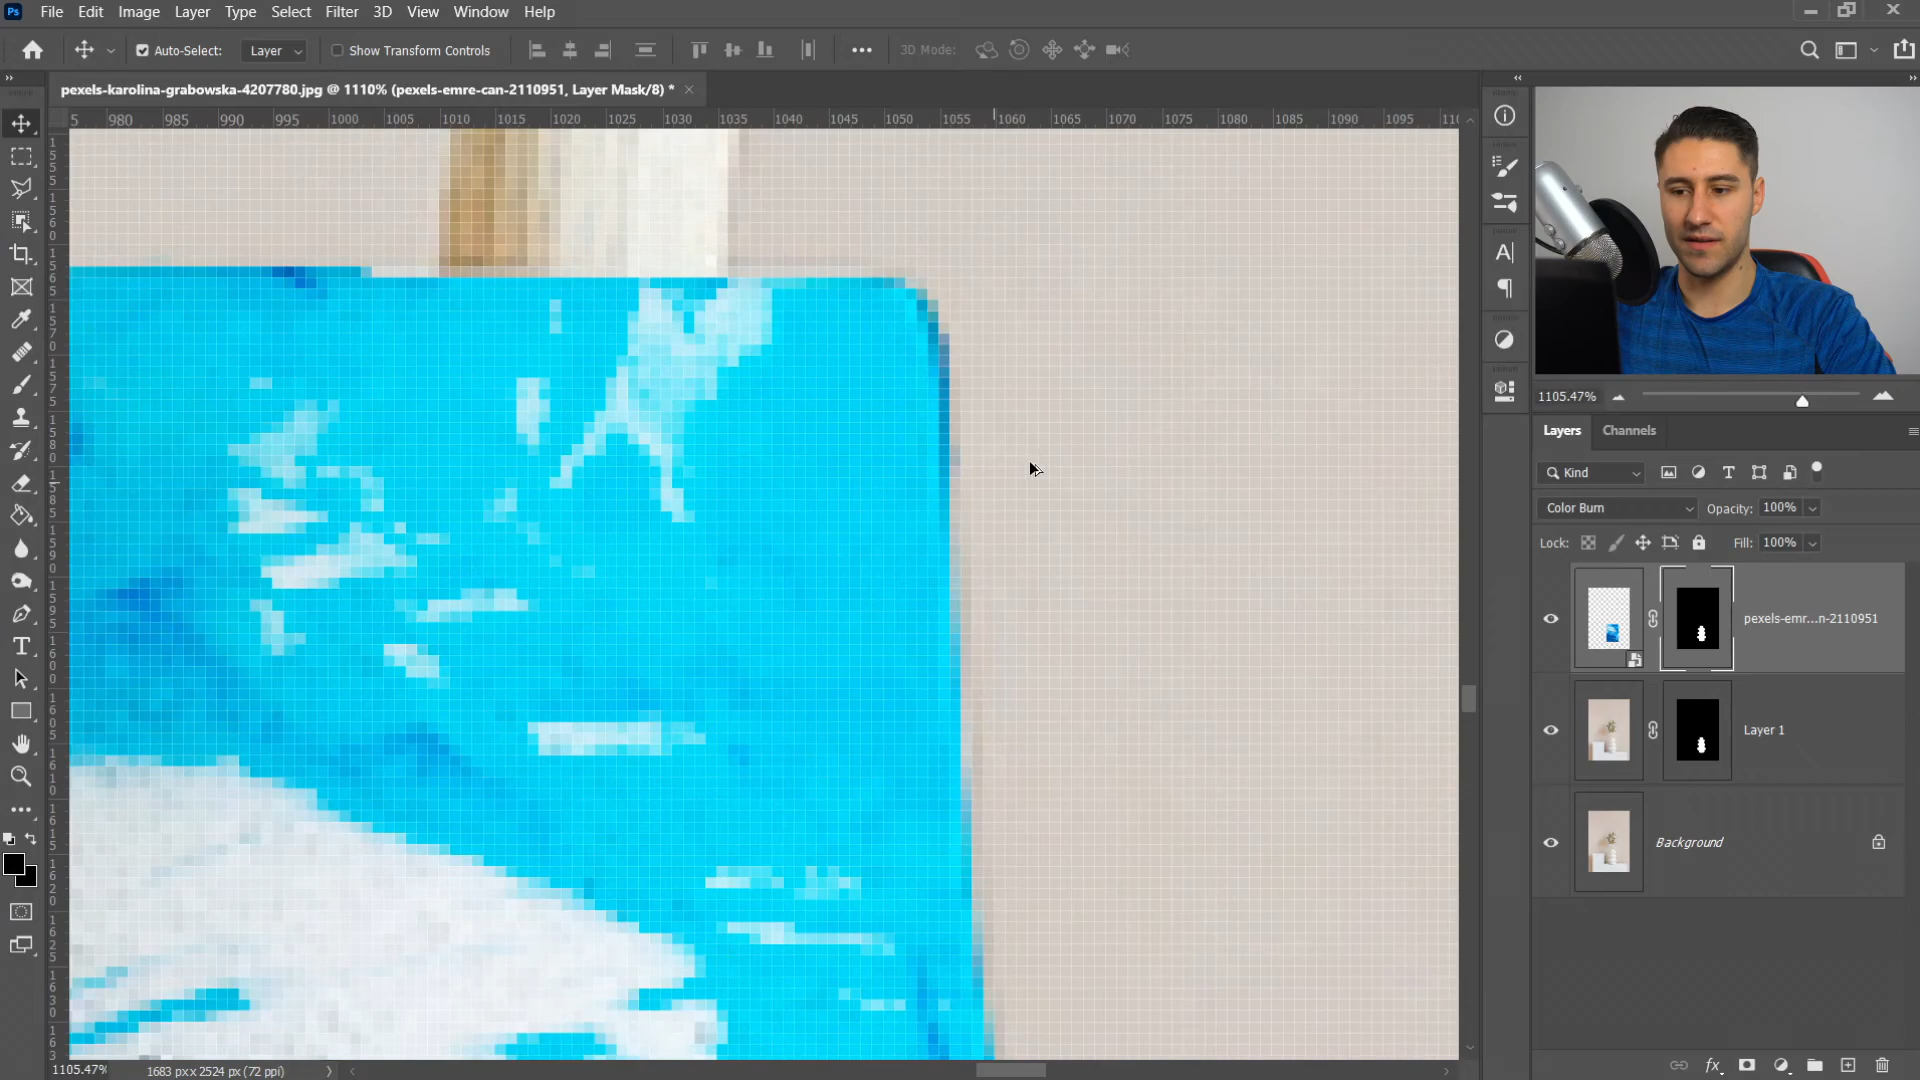 Ps File Edit Image Layer Type Select Filter 3D View Window Help
Auto-Select: Layer Show Transform Controls 3D Mode:
pexels-karolina-grabowska-4207780.jpg @ 1110% (pexels-emre-can-2110951, Layer Mask/8) *
5 980 985 990 995 1000 1005 1010 1015 1020 1025 1030 1035 1040 1045 1050 1055 1060 1065 1070 1075 1080 1085 1090 1095 110
1105.47%
Layers Channels
Kind
Color Burn Opacity: 100%
Lock: Fill: 100%
pexels-emr...n-2110951
Layer 1
Background
1105.47% 1683 px x 2524 px (72 ppi)
fx